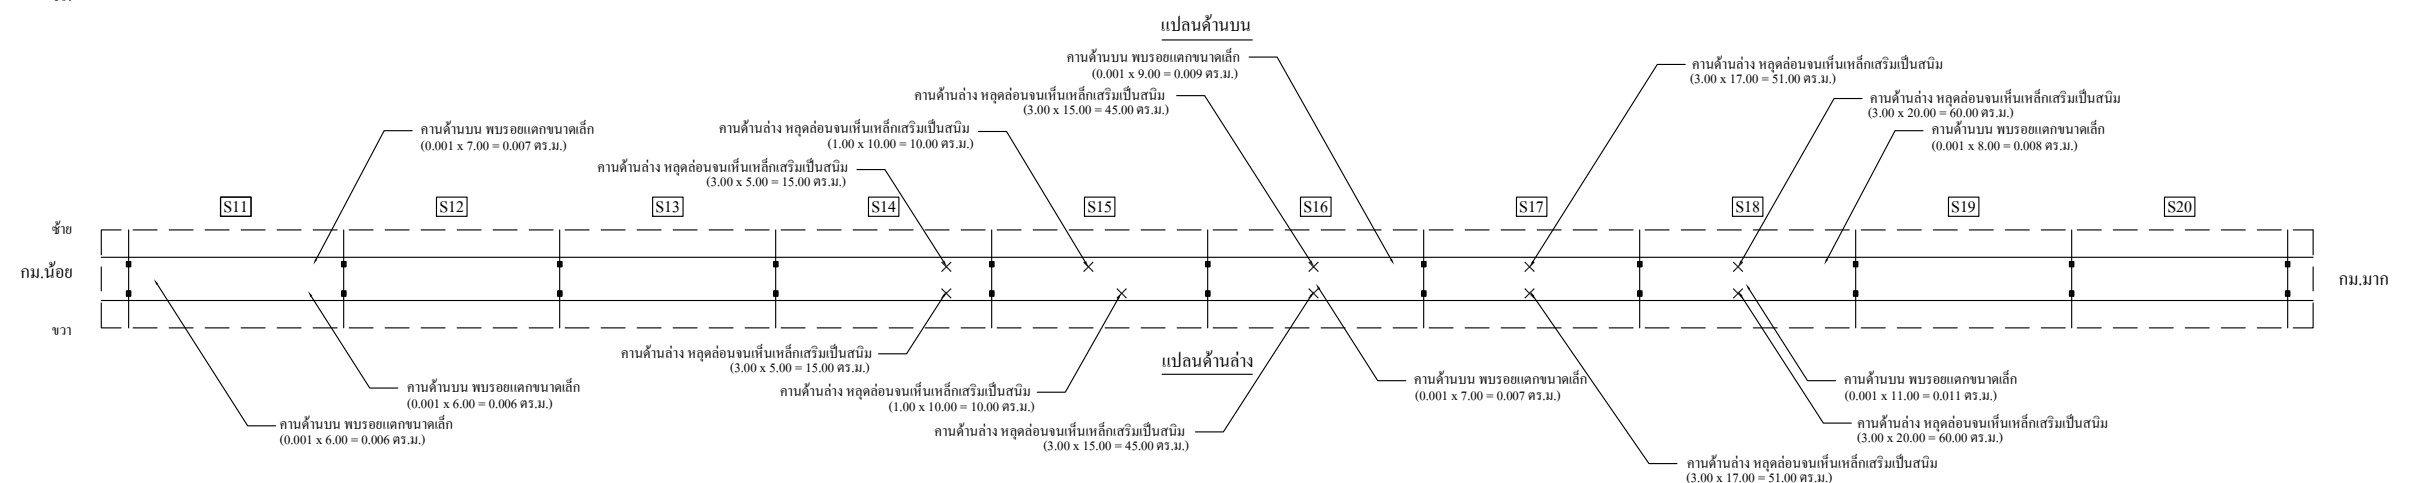 แปลนด้านบน
คานด้านบน พบรอยแตกขนาดเล็ก
(0.001 x 9.00 = 0.009 ตร.ม.)
คานด้านล่าง หลุดล่อนจนเห็นเหล็กเสริมเป็นสนิม
(3.00 x 17.00 = 51.00 ตร.ม.)
คานด้านล่าง หลุดล่อนจนเห็นเหล็กเสริมเป็นสนิม
(3.00 x 15.00 = 45.00 ตร.ม.)
คานด้านล่าง หลุดล่อนจนเห็นเหล็กเสริมเป็นสนิม
(3.00 x 20.00 = 60.00 ตร.ม.)
คานด้านบน พบรอยแตกขนาดเล็ก
(0.001 x 7.00 = 0.007 ตร.ม.)
คานด้านล่าง หลุดล่อนจนเห็นเหล็กเสริมเป็นสนิม
(1.00 x 10.00 = 10.00 ตร.ม.)
คานด้านบน พบรอยแตกขนาดเล็ก
(0.001 x 8.00 = 0.008 ตร.ม.)
คานด้านล่าง หลุดล่อนจนเห็นเหล็กเสริมเป็นสนิม
(3.00 x 5.00 = 15.00 ตร.ม.)
S11 S12 S13 S14 S15 S16 S17 S18 S19 S20
ซ้าย
กม.น้อย
กม.มาก
ขวา
คานด้านล่าง หลุดล่อนจนเห็นเหล็กเสริมเป็นสนิม
(3.00 x 5.00 = 15.00 ตร.ม.)
แปลนด้านล่าง
คานด้านบน พบรอยแตกขนาดเล็ก
(0.001 x 6.00 = 0.006 ตร.ม.)
คานด้านล่าง หลุดล่อนจนเห็นเหล็กเสริมเป็นสนิม
(1.00 x 10.00 = 10.00 ตร.ม.)
คานด้านบน พบรอยแตกขนาดเล็ก
(0.001 x 7.00 = 0.007 ตร.ม.)
คานด้านบน พบรอยแตกขนาดเล็ก
(0.001 x 11.00 = 0.011 ตร.ม.)
คานด้านบน พบรอยแตกขนาดเล็ก
(0.001 x 6.00 = 0.006 ตร.ม.)
คานด้านล่าง หลุดล่อนจนเห็นเหล็กเสริมเป็นสนิม
(3.00 x 15.00 = 45.00 ตร.ม.)
คานด้านล่าง หลุดล่อนจนเห็นเหล็กเสริมเป็นสนิม
(3.00 x 20.00 = 60.00 ตร.ม.)
คานด้านล่าง หลุดล่อนจนเห็นเหล็กเสริมเป็นสนิม
(3.00 x 17.00 = 51.00 ตร.ม.)